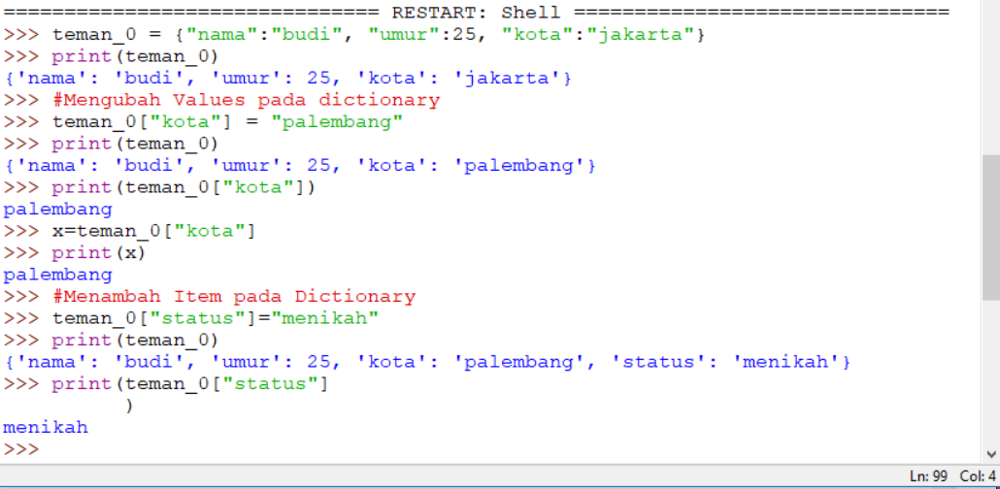 =============================== RESTART: Shell ===============================
>>> teman_0 = {"nama":"budi", "umur":25, "kota":"jakarta"}
>>> print(teman_0)
{'nama': 'budi', 'umur': 25, 'kota': 'jakarta'}
>>> #Mengubah Values pada dictionary
>>> teman_0["kota"] = "palembang"
>>> print(teman_0)
{'nama': 'budi', 'umur': 25, 'kota': 'palembang'}
>>> print(teman_0["kota"])
palembang
>>> x=teman_0["kota"]
>>> print(x)
palembang
>>> #Menambah Item pada Dictionary
>>> teman_0["status"]="menikah"
>>> print(teman_0)
{'nama': 'budi', 'umur': 25, 'kota': 'palembang', 'status': 'menikah'}
>>> print(teman_0["status"]
          )
menikah
>>>
Ln: 99 Col: 4